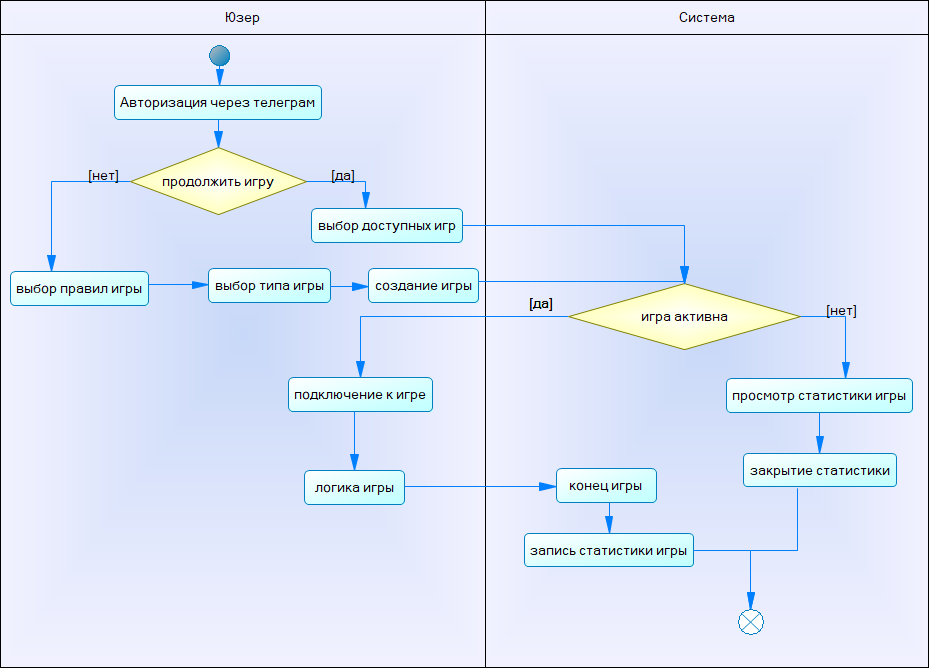 Юзер
Система
Авторизация через телеграм
[нет]
продолжить игру
[да]
выбор доступных игр
выбор правил игры
выбор типа игры
создание игры
[да]
игра активна
[нет]
подключение к игре
просмотр статистики игры
закрытие статистики
логика игры
конец игры
запись статистики игры